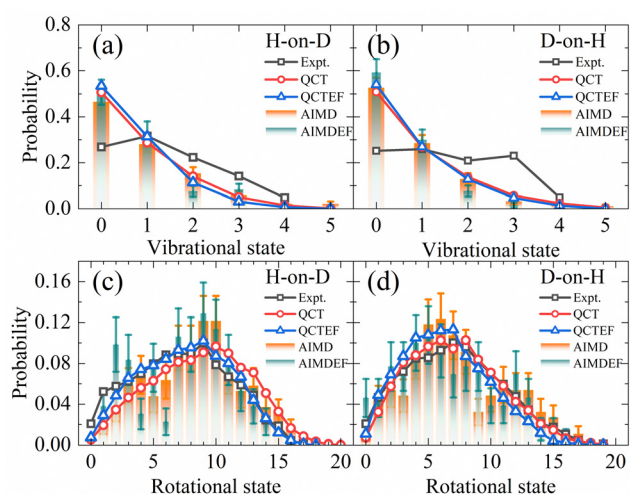 (a) H-on-D
Expt.
QCT
QCTEF
AIMD
AIMDEF
0.8
0.6
0.4
0.2
0.0
Probability
0 1 2 3 4 5
Vibrational state
(b) D-on-H
Expt.
QCT
QCTEF
AIMD
AIMDEF
0 1 2 3 4 5
Vibrational state
(c) H-on-D
Expt.
QCT
QCTEF
AIMD
AIMDEF
0.16
0.12
0.08
0.04
0.00
Probability
0 5 10 15 20
Rotational state
(d) D-on-H
Expt.
QCT
QCTEF
AIMD
AIMDEF
0 5 10 15 20
Rotational state